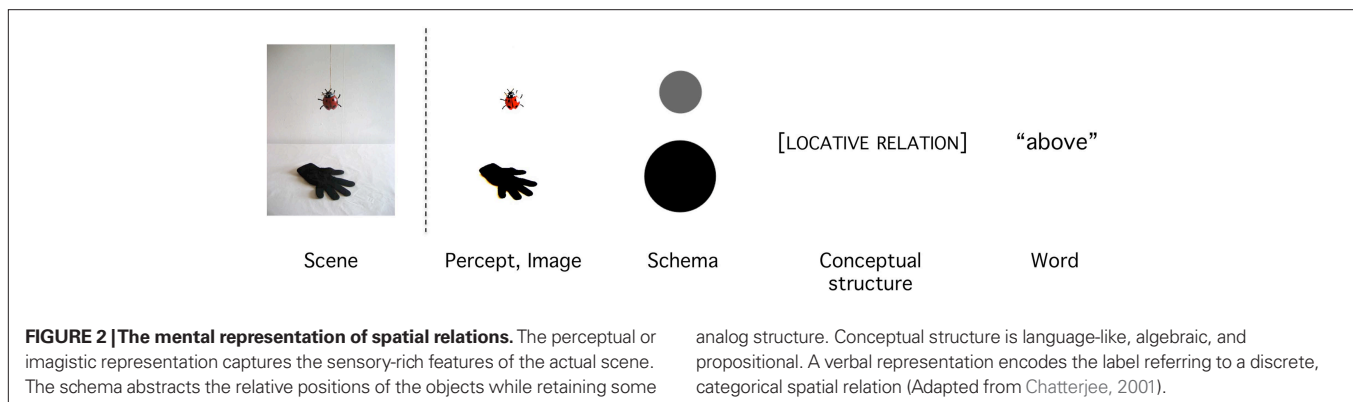 [LOCATIVE RELATION]
“above”
Scene
Percept, Image
Schema
Conceptual
structure
Word
FIGURE 2 | The mental representation of spatial relations. The perceptual or
imagistic representation captures the sensory-rich features of the actual scene.
The schema abstracts the relative positions of the objects while retaining some
analog structure. Conceptual structure is language-like, algebraic, and
propositional. A verbal representation encodes the label referring to a discrete,
categorical spatial relation (Adapted from Chatterjee, 2001).